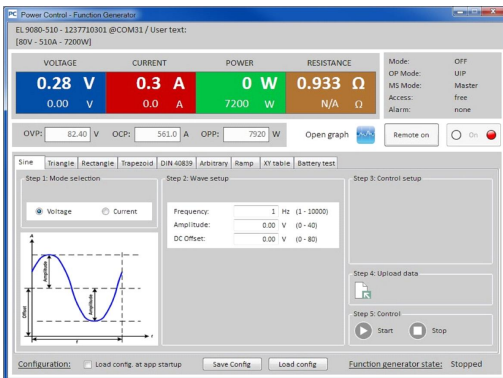 PC Power Control - Function Generator
EL 9080-510 - 1237710301 @COM31 / User text:
[80V - 510A - 7200W]
VOLTAGE CURRENT POWER RESISTANCE
0.28 V 0.3 A 0 W 0.933 Ω
0.00 V 0.0 A 7200 W N/A Ω
Mode: OFF
OP Mode: UIP
MS Mode: Master
Access: free
Alarm: none
OVP: 82.40 V OCP: 561.0 A OPP: 7920 W Open graph Remote on On
Sine Triangle Rectangle Trapezoid DIN 40839 Arbitrary Ramp XY table Battery test
Step 1: Mode selection
Voltage Current
Step 2: Wave setup
Frequency: 1 Hz (1 - 10000)
Amplitude: 0.00 V (0 - 40)
DC Offset: 0.00 V (0 - 80)
Step 3: Control setup
A
Amplitude
Amplitude
Offset
f
t
Step 4: Upload data
Step 5: Control
Start Stop
Configuration: Load config. at app startup Save Config Load config Function generator state: Stopped